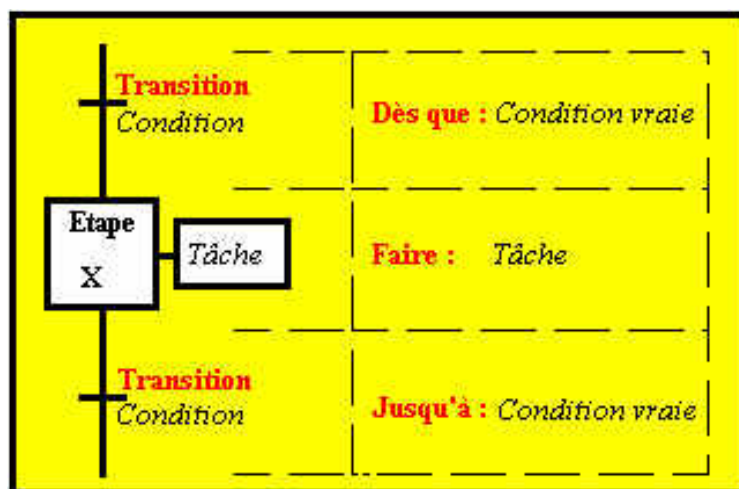 Transition
Condition
Dès que : Condition vraie
Etape
X
Tâche
Faire : Tâche
Transition
Condition
Jusqu'à : Condition vraie